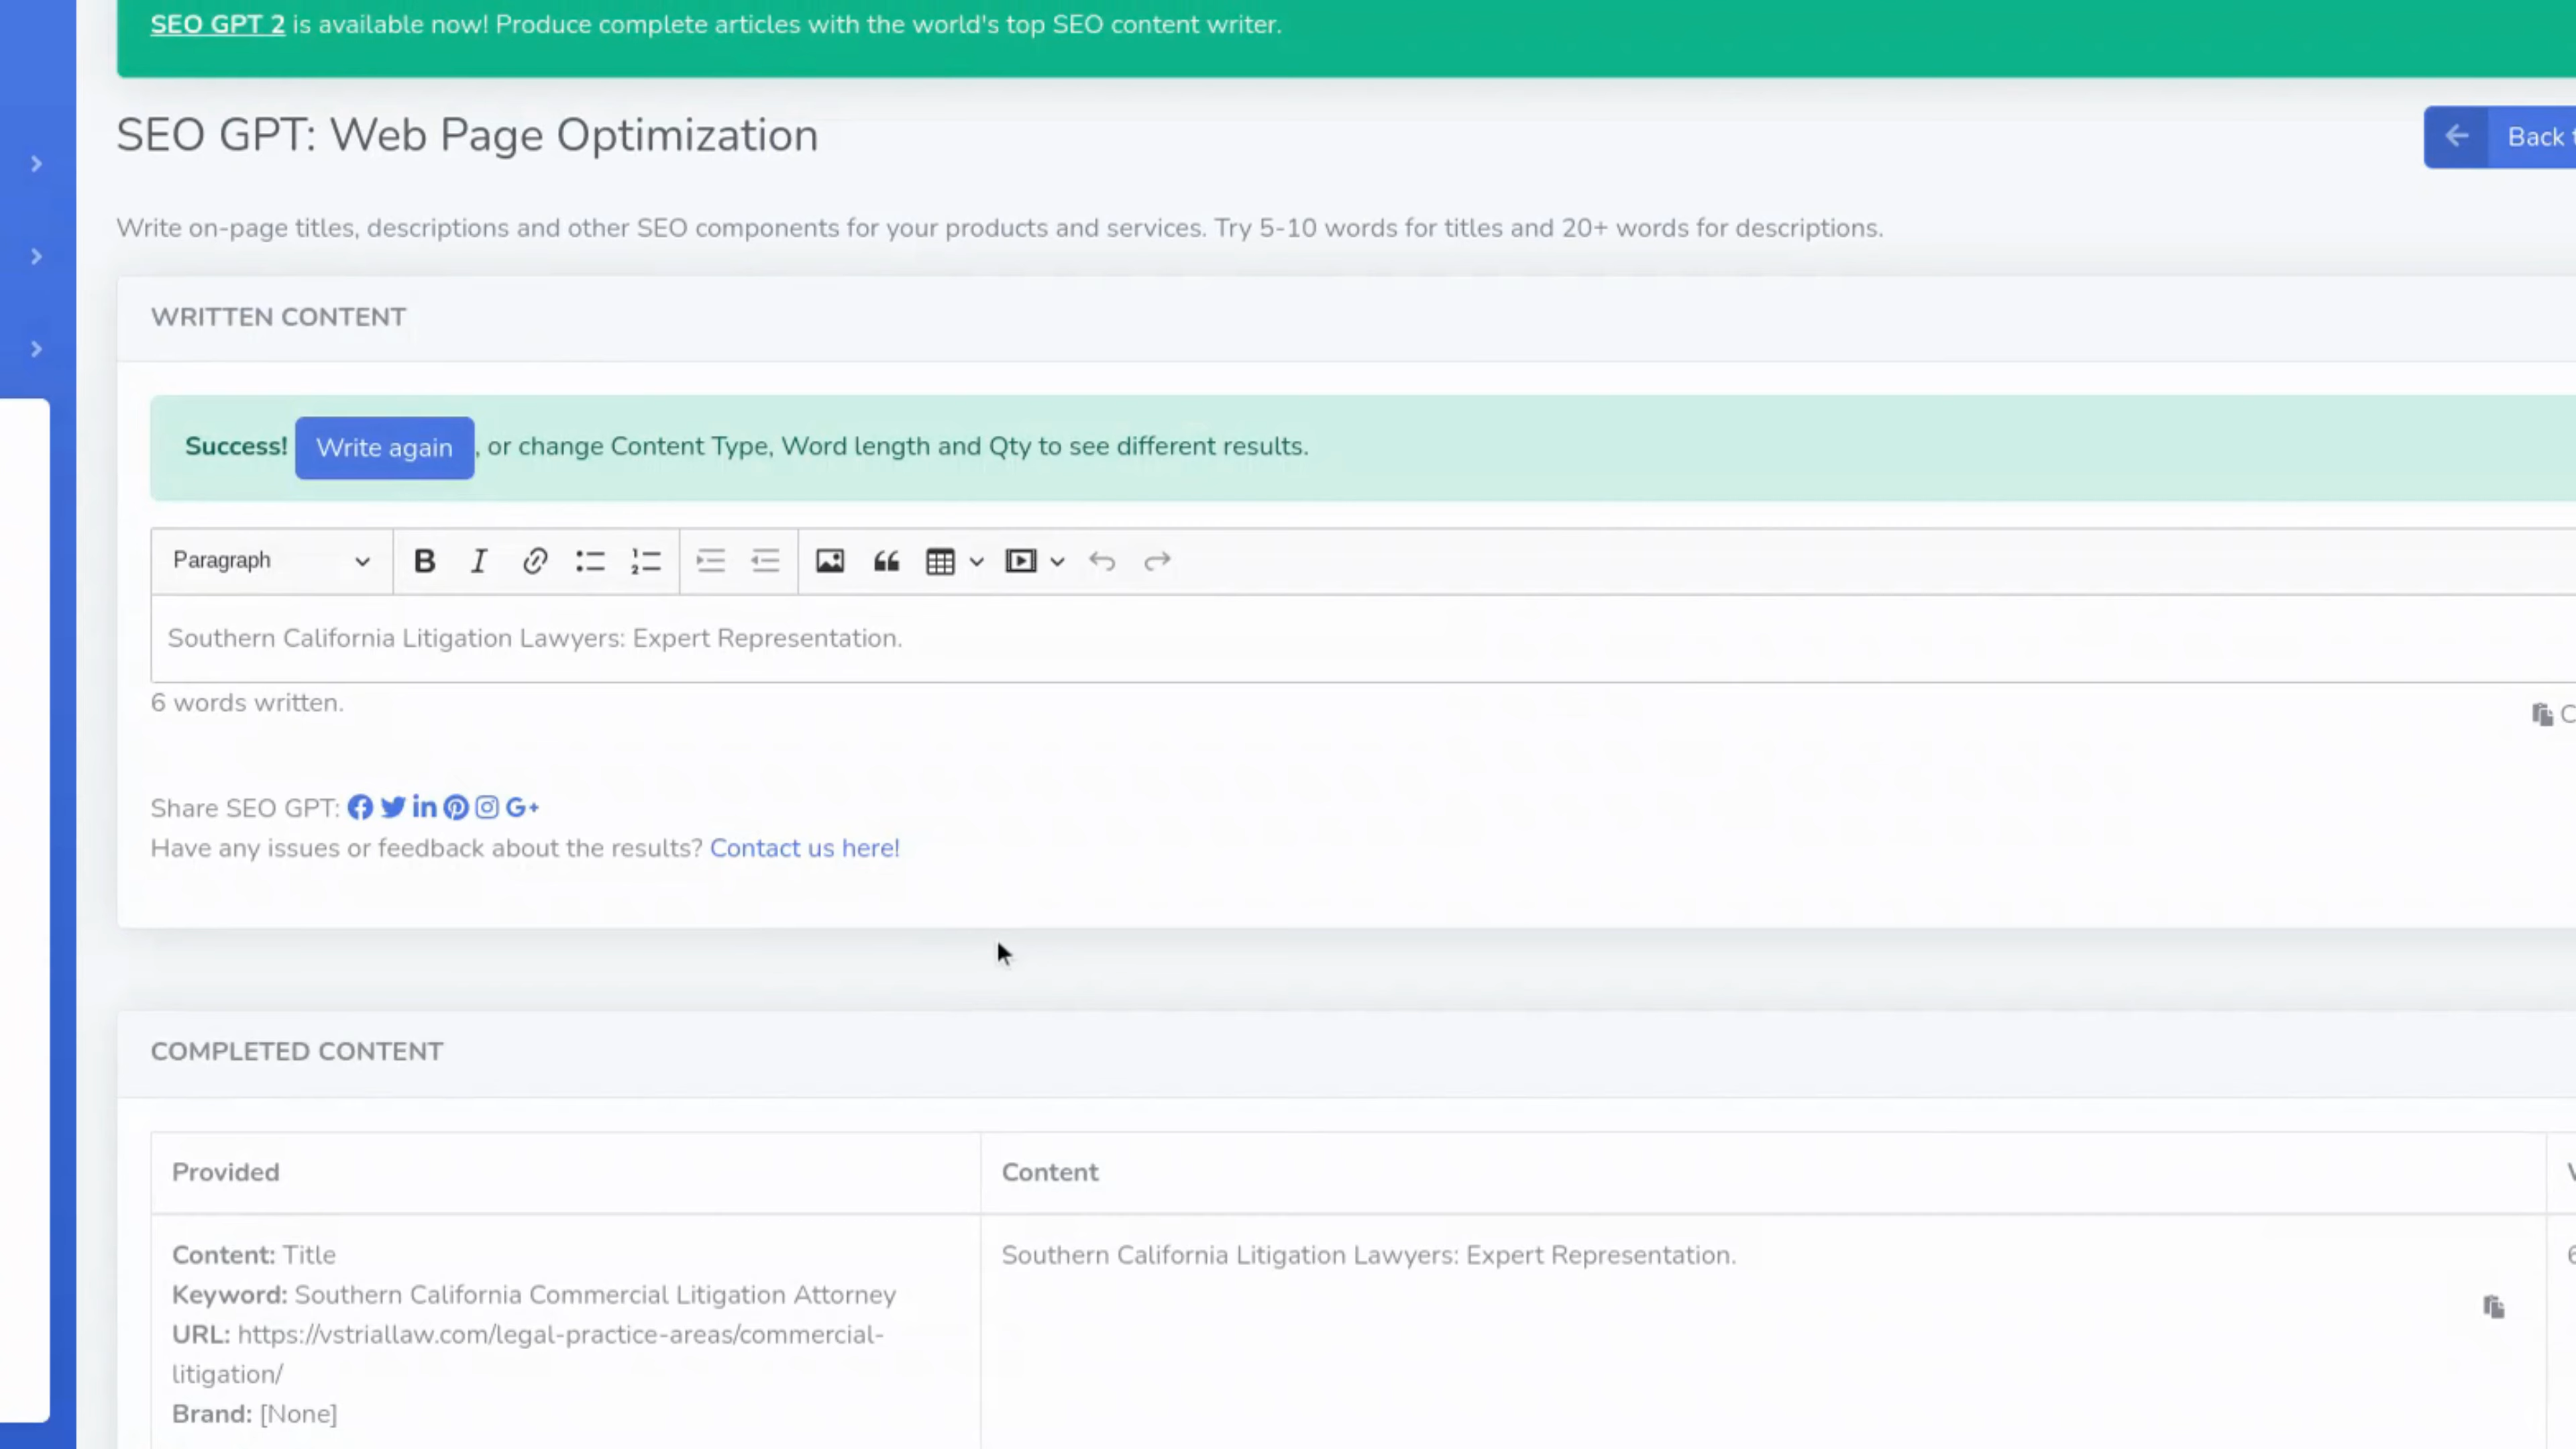 SEO GPT 2 is available now! Produce complete articles with the world's top SEO content writer.
SEO GPT: Web Page Optimization
Back
Write on-page titles, descriptions and other SEO components for your products and services. Try 5-10 words for titles and 20+ words for descriptions.
WRITTEN CONTENT
Success! Write again , or change Content Type, Word length and Qty to see different results.
Paragraph
Southern California Litigation Lawyers: Expert Representation.
6 words written.
Share SEO GPT:
Have any issues or feedback about the results? Contact us here!
COMPLETED CONTENT
Provided Content
Content: Title
Southern California Litigation Lawyers: Expert Representation.
Keyword: Southern California Commercial Litigation Attorney
URL: https://vstriallaw.com/legal-practice-areas/commercial-
litigation/
Brand: [None]